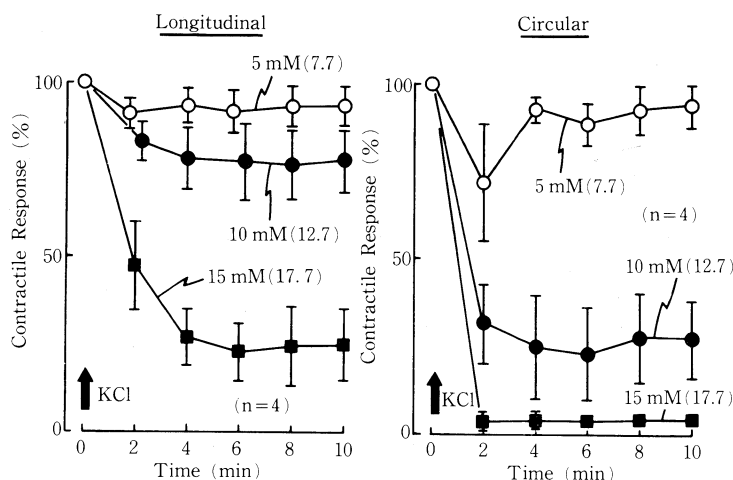 Longitudinal
Contractile Response (%)
100
50
0
5 mM(7.7)
10 mM(12.7)
15 mM(17.7)
KCl
(n=4)
0 2 4 6 8 10
Time (min)
Circular
Contractile Response (%)
100
50
0
5 mM(7.7)
(n=4)
10 mM(12.7)
15 mM(17.7)
KCl
0 2 4 6 8 10
Time (min)